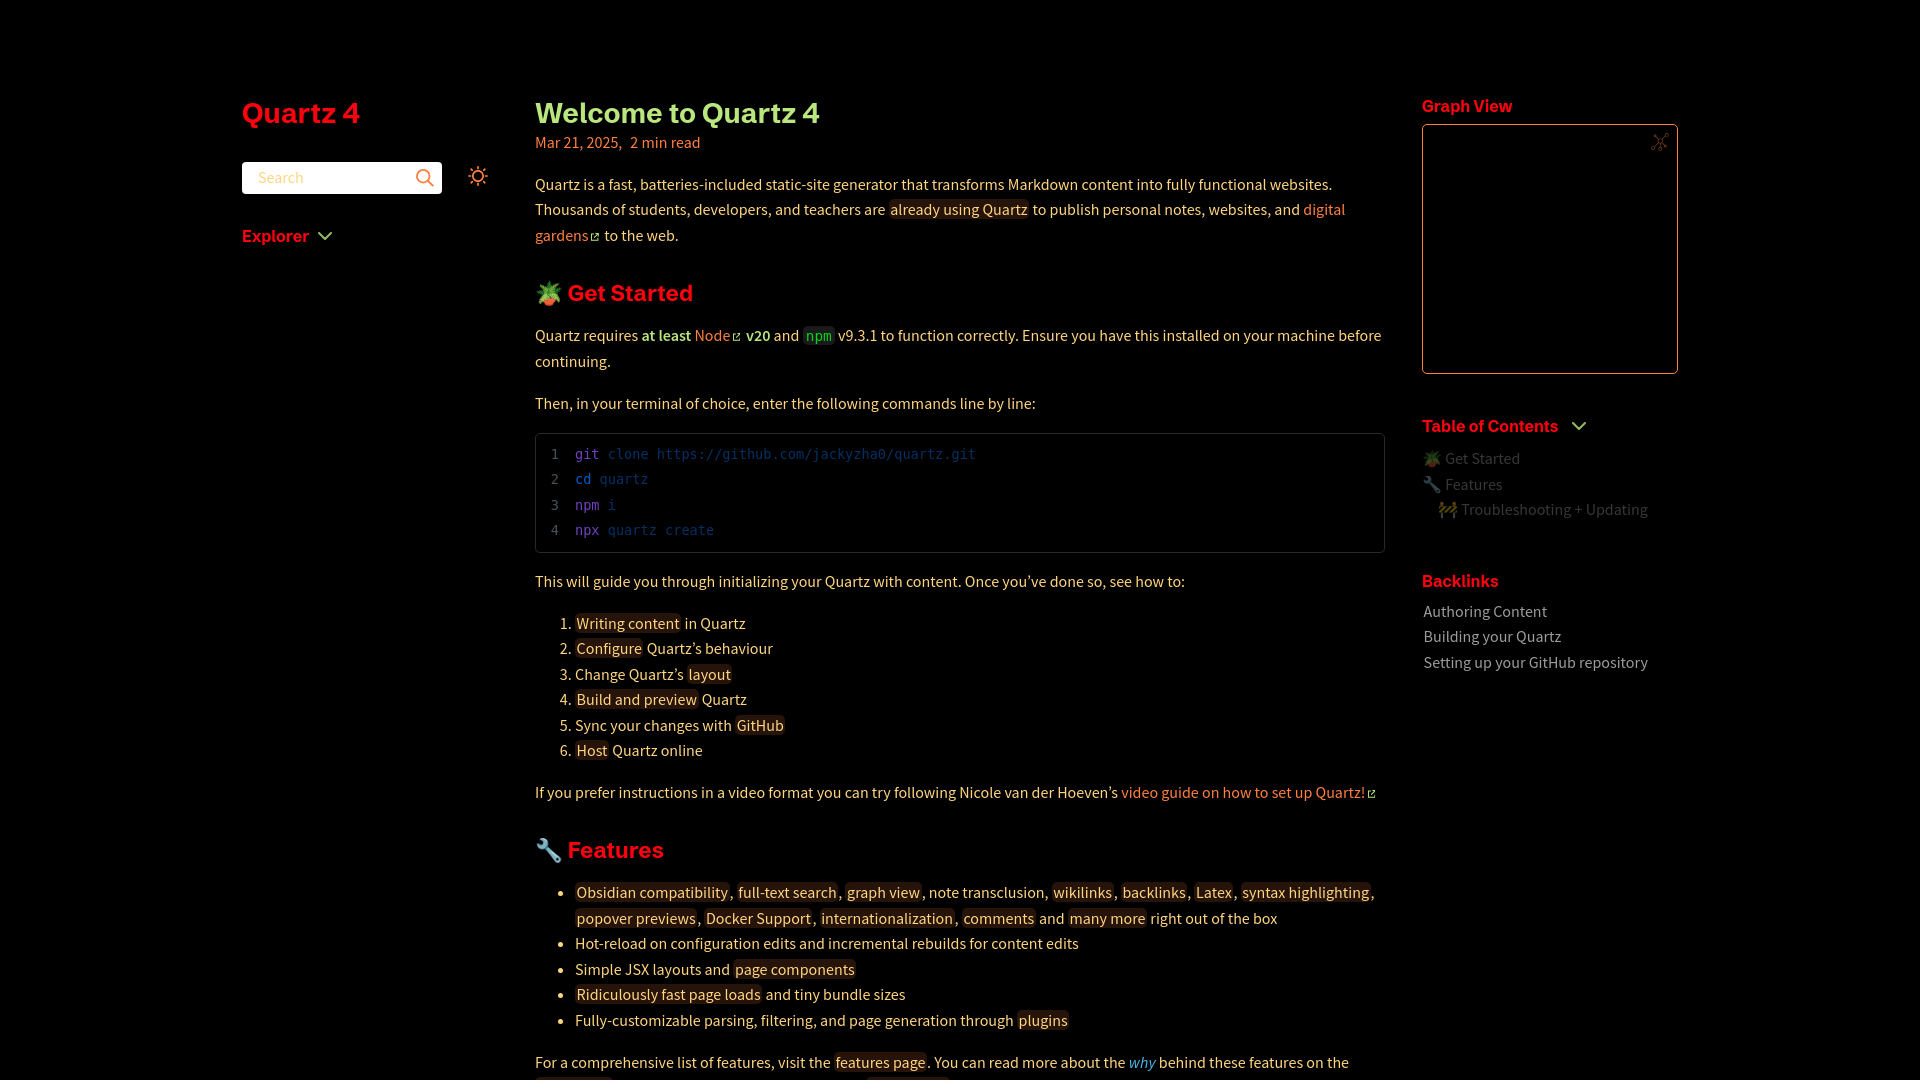 Quartz 4
Search
Explorer
Welcome to Quartz 4
Mar 21, 2025, 2 min read
Quartz is a fast, batteries-included static-site generator that transforms Markdown content into fully functional websites.
Thousands of students, developers, and teachers are already using Quartz to publish personal notes, websites, and digital
gardens to the web.
🪴 Get Started
Quartz requires at least Node v20 and npm v9.3.1 to function correctly. Ensure you have this installed on your machine before
continuing.
Then, in your terminal of choice, enter the following commands line by line:
1 git clone https://github.com/jackyzha0/quartz.git
2 cd quartz
3 npm i
4 npx quartz create
This will guide you through initializing your Quartz with content. Once you’ve done so, see how to:
1. Writing content in Quartz
2. Configure Quartz’s behaviour
3. Change Quartz’s layout
4. Build and preview Quartz
5. Sync your changes with GitHub
6. Host Quartz online
If you prefer instructions in a video format you can try following Nicole van der Hoeven’s video guide on how to set up Quartz!
🔧 Features
• Obsidian compatibility, full-text search, graph view, note transclusion, wikilinks, backlinks, Latex, syntax highlighting,
popover previews, Docker Support, internationalization, comments and many more right out of the box
• Hot-reload on configuration edits and incremental rebuilds for content edits
• Simple JSX layouts and page components
• Ridiculously fast page loads and tiny bundle sizes
• Fully-customizable parsing, filtering, and page generation through plugins
For a comprehensive list of features, visit the features page. You can read more about the why behind these features on the
Graph View
Table of Contents
🪴 Get Started
🔧 Features
🚧 Troubleshooting + Updating
Backlinks
Authoring Content
Building your Quartz
Setting up your GitHub repository